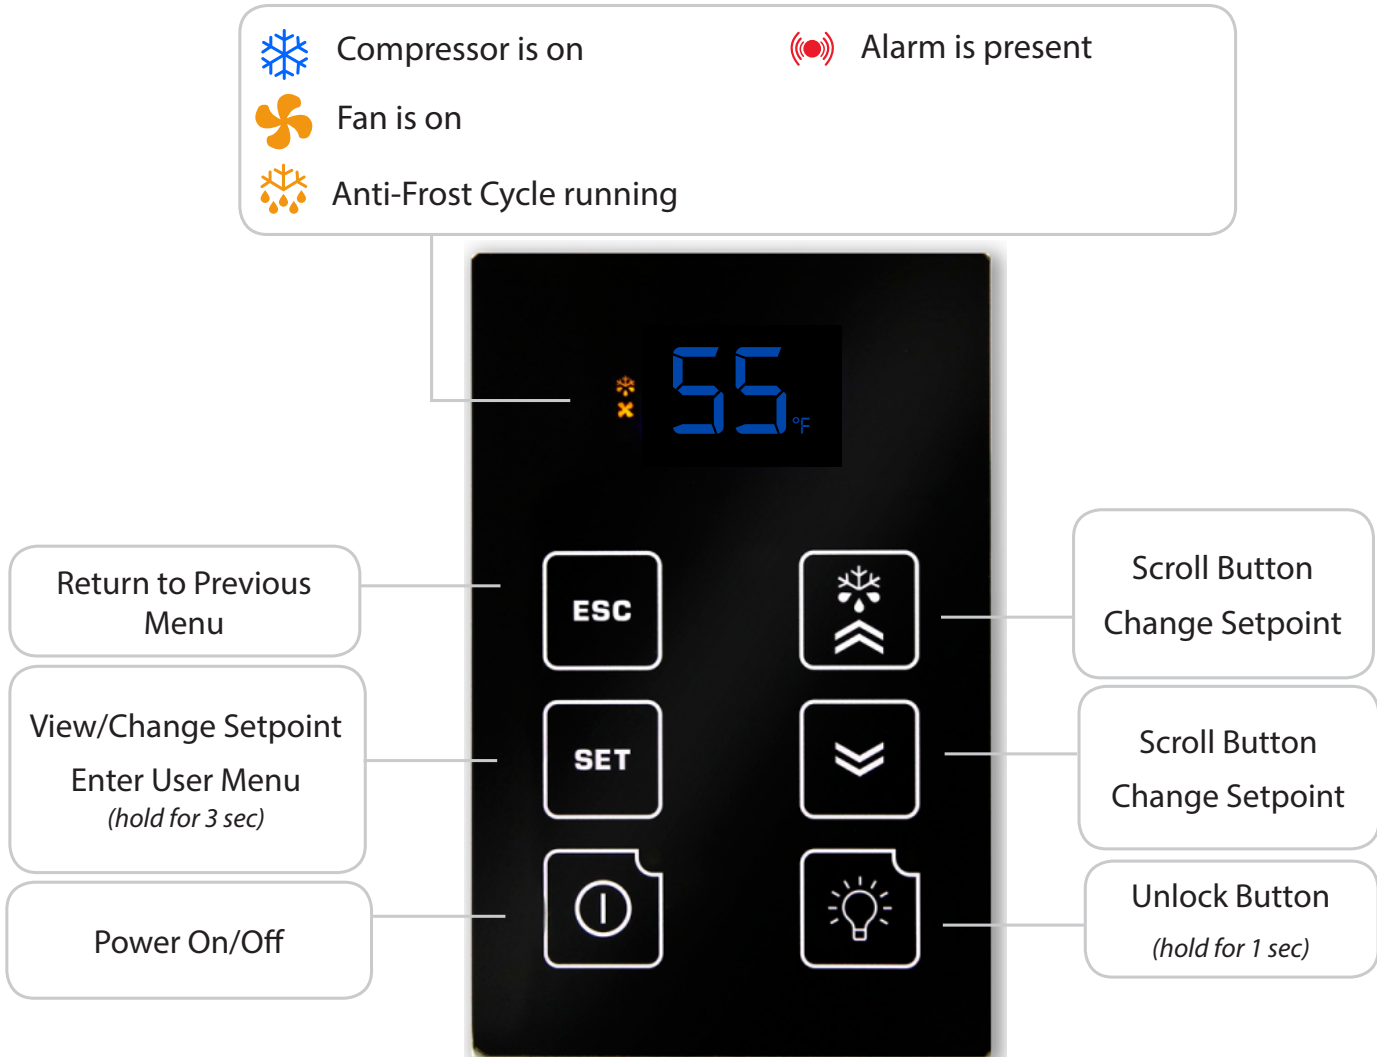 Compressor is on
Alarm is present
Fan is on
Anti-Frost Cycle running
55 °F
Return to Previous
Menu
ESC
Scroll Button
Change Setpoint
View/Change Setpoint
Enter User Menu
(hold for 3 sec)
SET
Scroll Button
Change Setpoint
Power On/Off
Unlock Button
(hold for 1 sec)